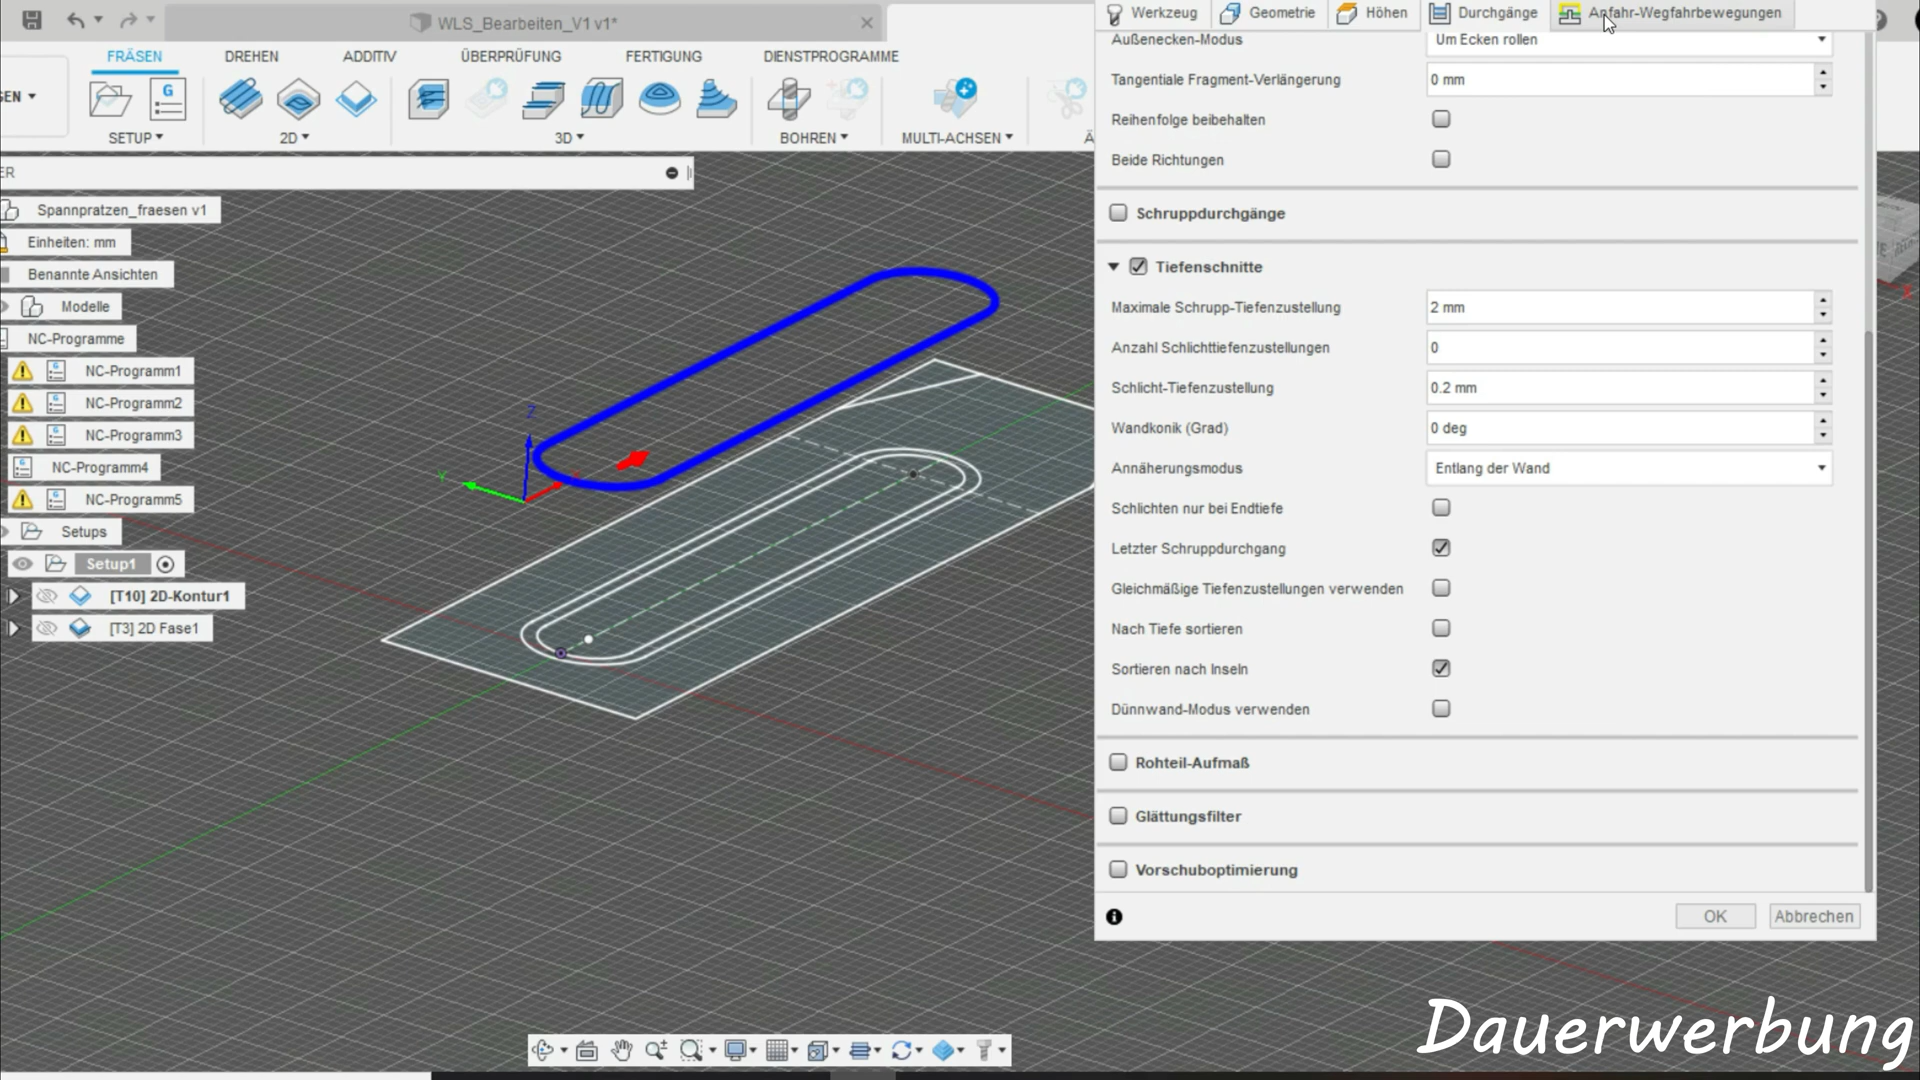 WLS_Bearbeiten_V1 v1*
FRÄSEN
DREHEN
ADDITIV
ÜBERPRÜFUNG
FERTIGUNG
DIENSTPROGRAMME
SETUP
2D
3D
BOHREN
MULTI-ACHSEN
Spannpratzen_fraesen v1
Einheiten: mm
Benannte Ansichten
Modelle
NC-Programme
NC-Programm1
NC-Programm2
NC-Programm3
NC-Programm4
NC-Programm5
Setups
Setup1
[T10] 2D-Kontur1
[T3] 2D Fase1
Z
Y
Werkzeug
Geometrie
Höhen
Durchgänge
Anfahr-Wegfahrbewegungen
Außenecken-Modus Um Ecken rollen
Tangentiale Fragment-Verlängerung 0 mm
Reihenfolge beibehalten
Beide Richtungen
Schruppdurchgänge
Tiefenschnitte
Maximale Schrupp-Tiefenzustellung 2 mm
Anzahl Schlichttiefenzustellungen 0
Schlicht-Tiefenzustellung 0.2 mm
Wandkonik (Grad) 0 deg
Annäherungsmodus Entlang der Wand
Schlichten nur bei Endtiefe
Letzter Schruppdurchgang
Gleichmäßige Tiefenzustellungen verwenden
Nach Tiefe sortieren
Sortieren nach Inseln
Dünnwand-Modus verwenden
Rohteil-Aufmaß
Glättungsfilter
Vorschuboptimierung
OK
Abbrechen
Dauerwerbung